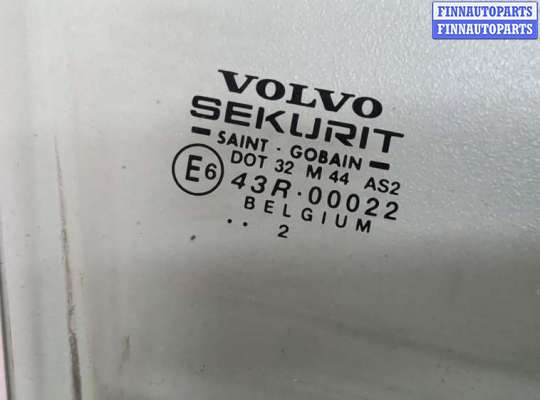 FINNAUTOPARTS
FINNAUTOPARTS
VOLVO
SEKURIT
SAINT - GOBAIN
DOT 32 M 44 AS2
E6 43R·00022
BELGIUM
.. 2